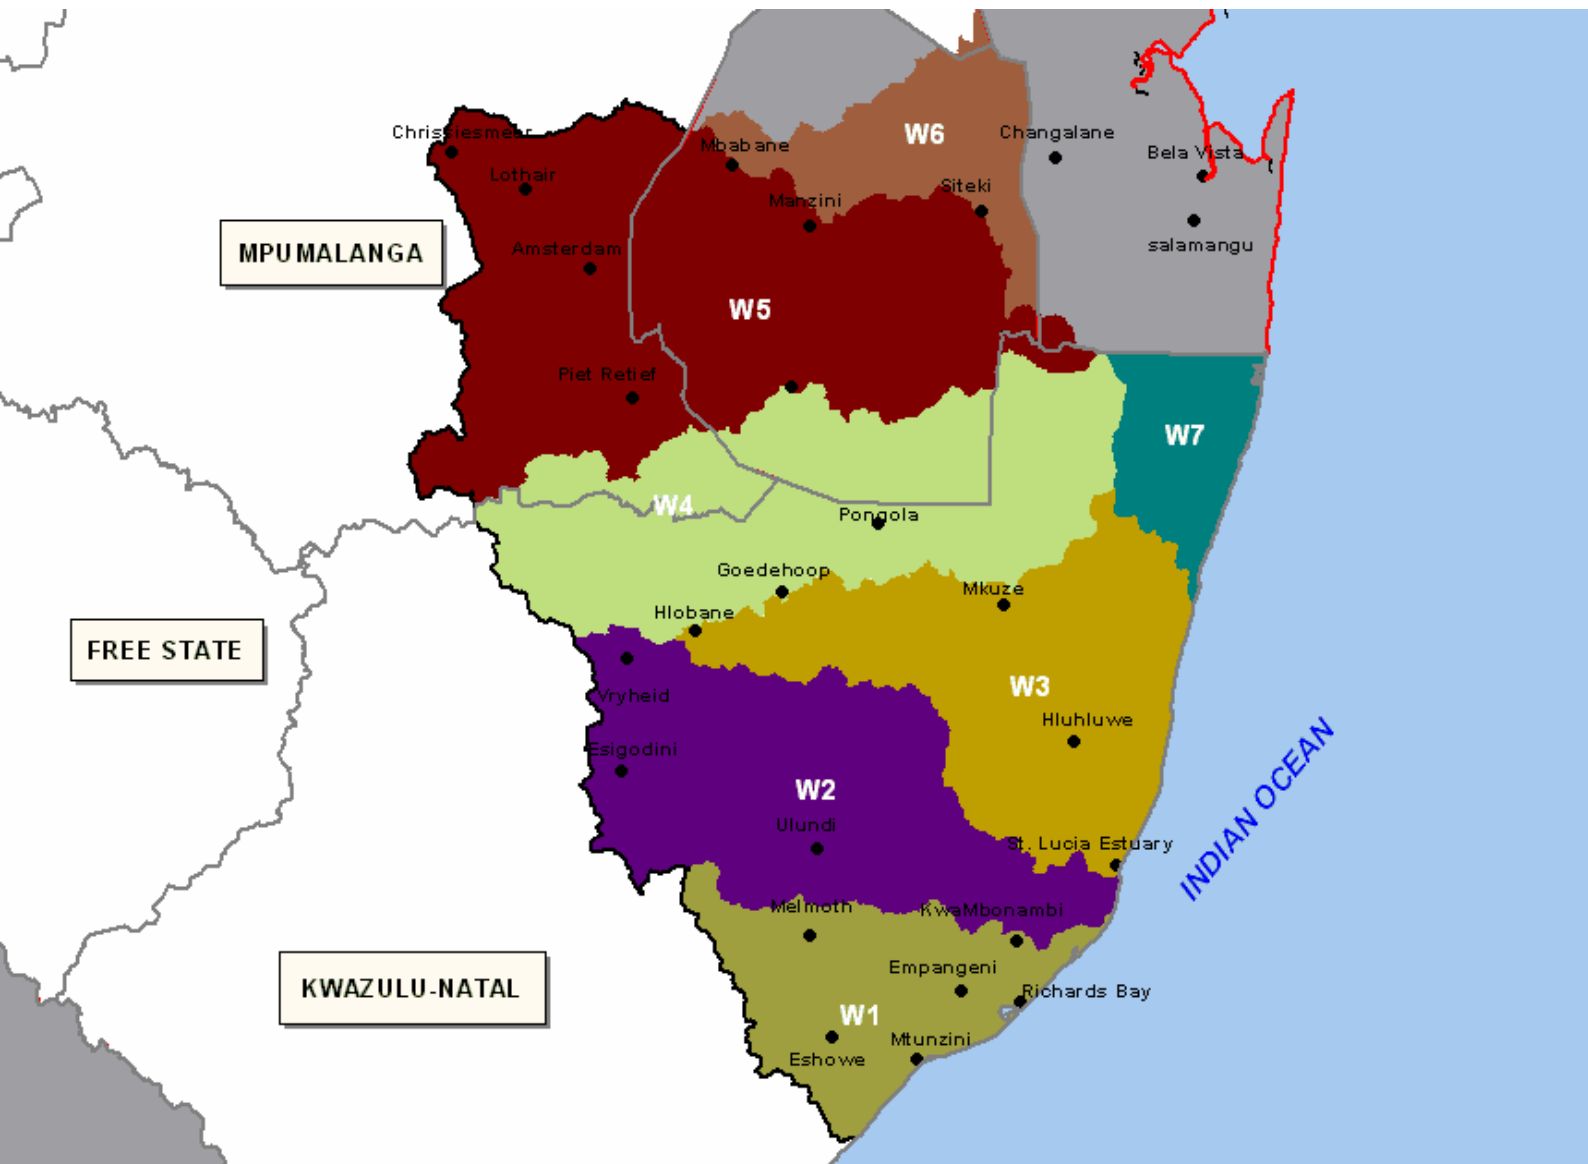 Chrissiesmeer
W6
Changalane
Mbabane
Bela Vista
Lothair
Siteki
Manzini
MPUMALANGA
Amsterdam
salamangu
W5
Piet Retief
W7
W4
Pongola
Goedehoop
Mkuze
Hlobane
FREE STATE
Vryheid
W3
Hluhluwe
Esigodini
W2
INDIAN OCEAN
Ulundi
St. Lucia Estuary
Melmoth
KwaMbonambi
Empangeni
KWAZULU-NATAL
Richards Bay
W1
Mtunzini
Eshowe